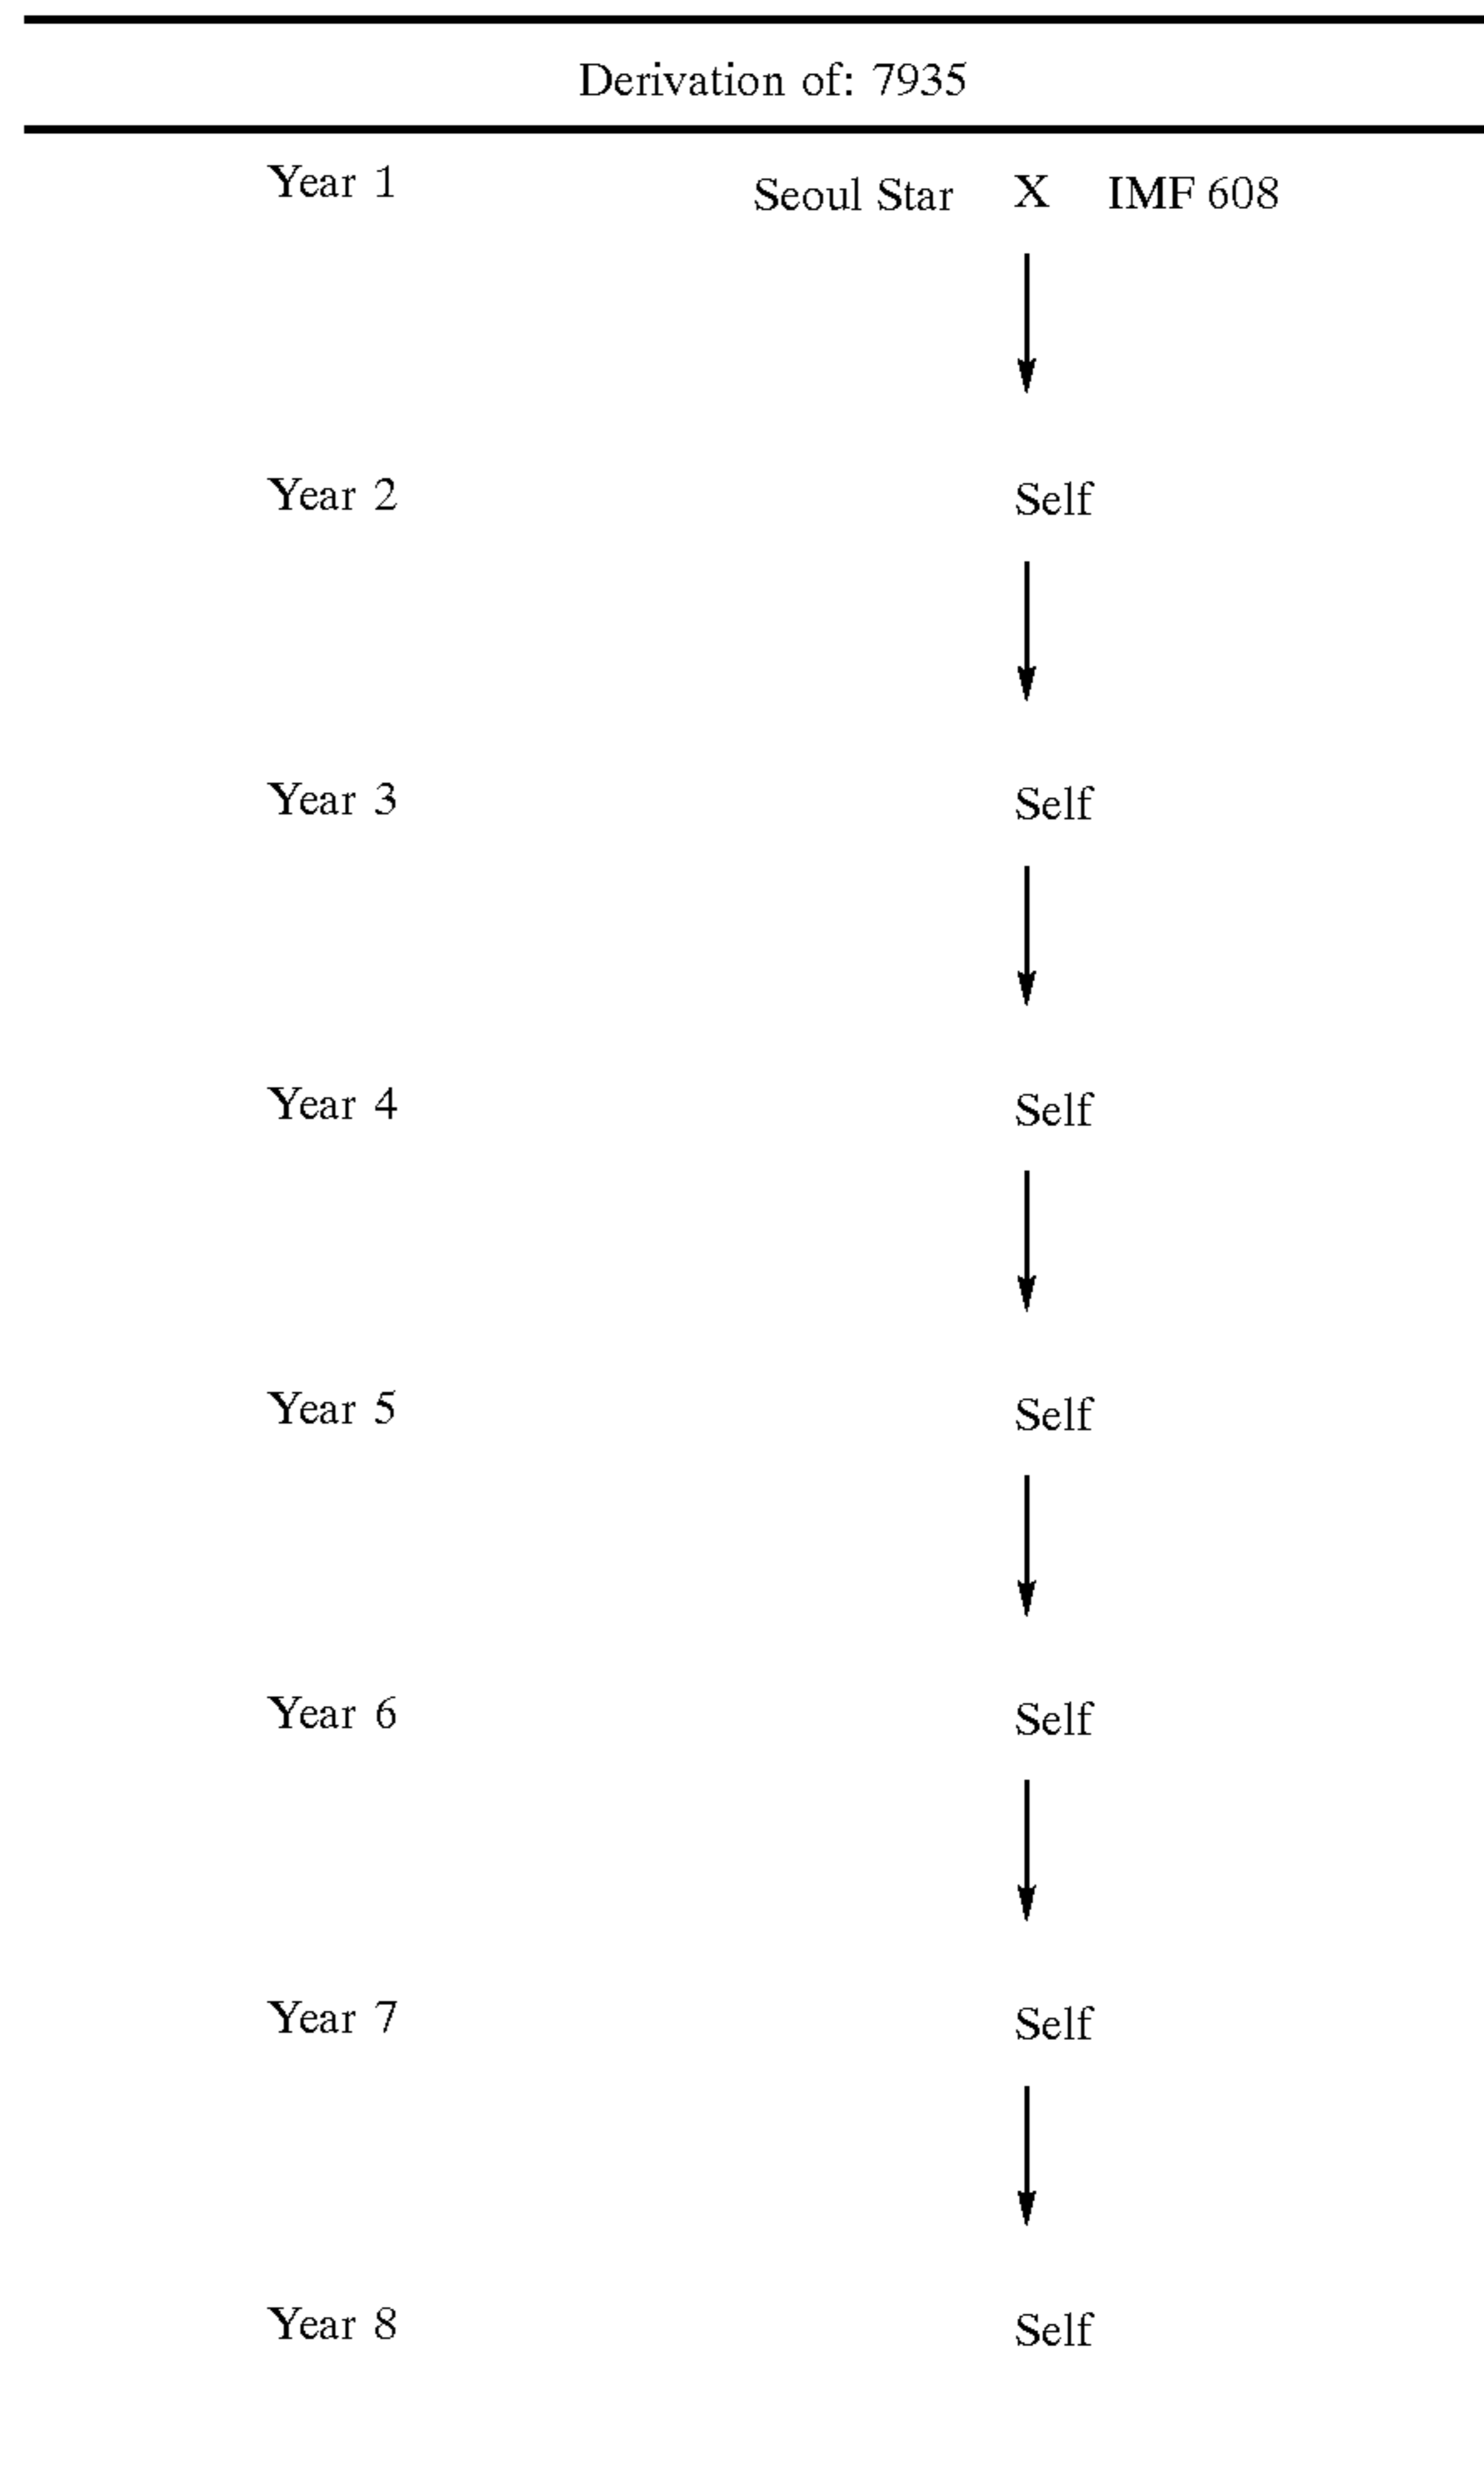 Derivation of: 7935
Year 1 Seoul Star X IMF 608
Year 2 Self
Year 3 Self
Year 4 Self
Year 5 Self
Year 6 Self
Year 7 Self
Year 8 Self